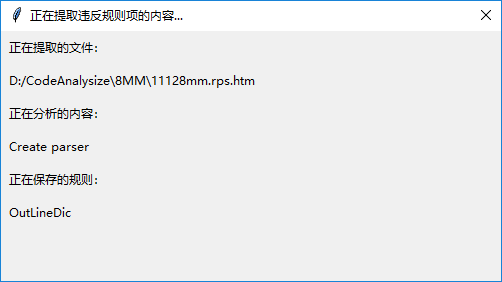 正在提取违反规则项的内容...
正在提取的文件：
D:/CodeAnalysize\8MM\11128mm.rps.htm
正在分析的内容：
Create parser
正在保存的规则：
OutLineDic